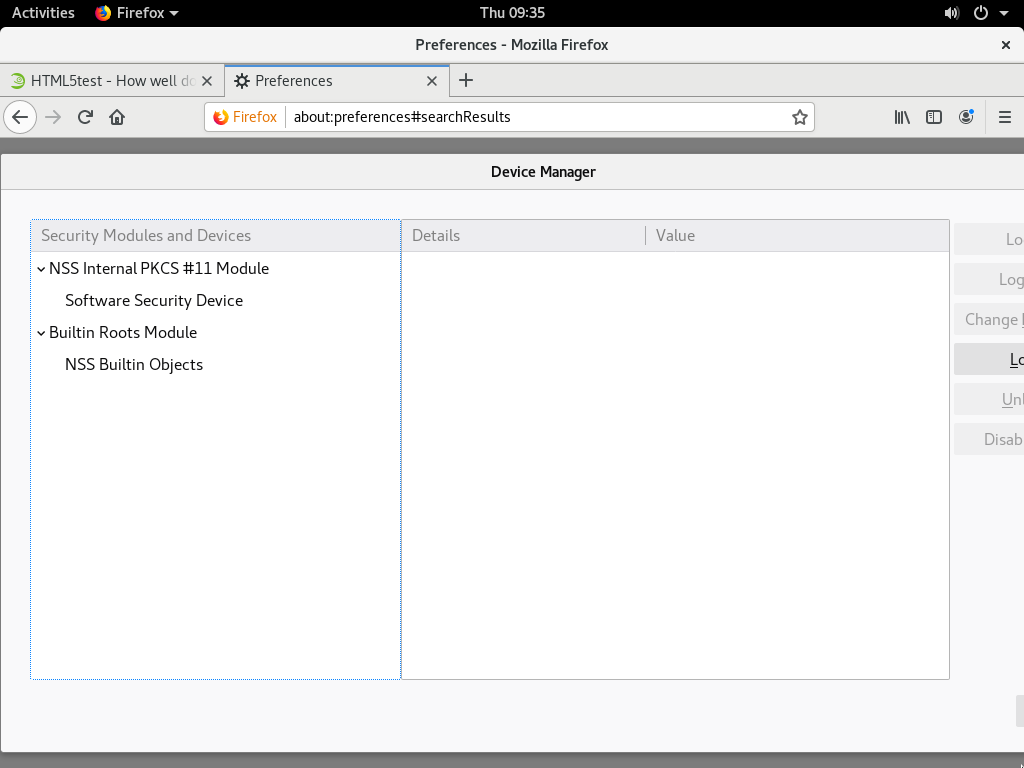 Activities Firefox Thu 09:35
Preferences - Mozilla Firefox
HTML5test - How well do Preferences
Firefox about:preferences#searchResults
Device Manager
Security Modules and Devices Details Value
NSS Internal PKCS #11 Module
Software Security Device
Builtin Roots Module
NSS Builtin Objects
Lo
Log
Change
Lo
Unl
Disab